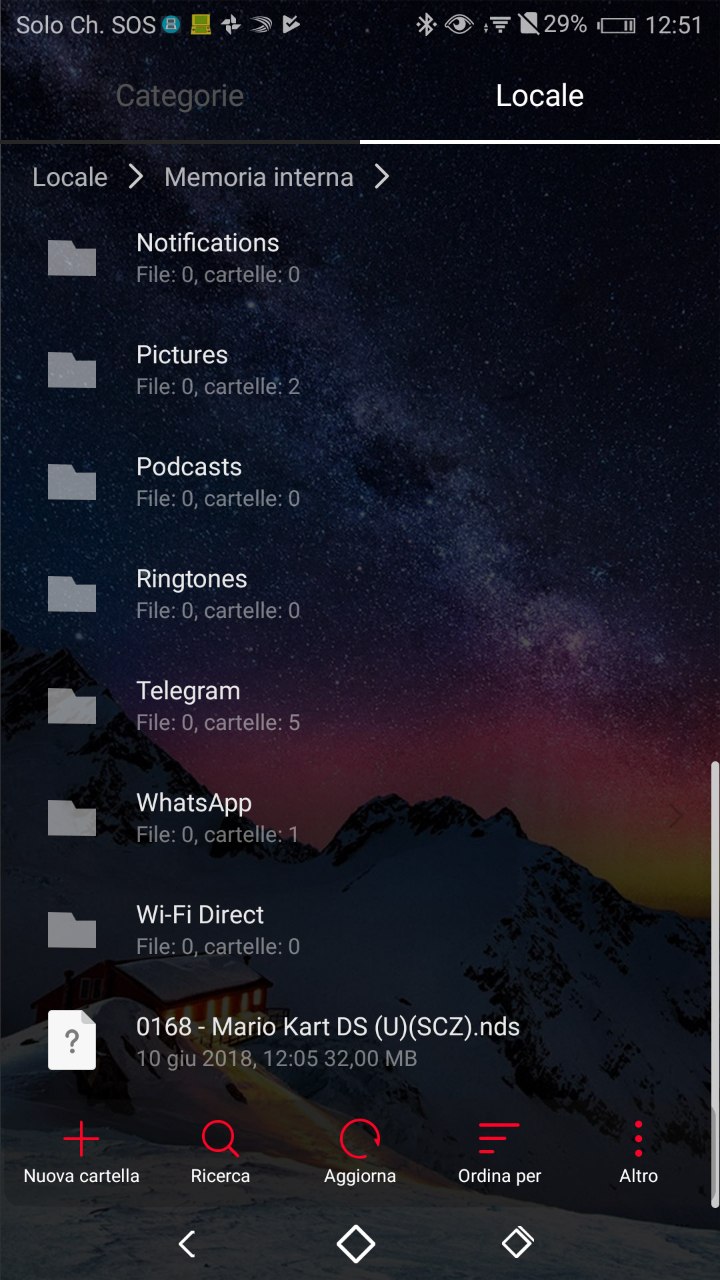 Solo Ch. SOS 29% 12:51
Categorie Locale
Locale Memoria interna
Notifications
File: 0, cartelle: 0
Pictures
File: 0, cartelle: 2
Podcasts
File: 0, cartelle: 0
Ringtones
File: 0, cartelle: 0
Telegram
File: 0, cartelle: 5
WhatsApp
File: 0, cartelle: 1
Wi-Fi Direct
File: 0, cartelle: 0
?
0168 - Mario Kart DS (U)(SCZ).nds
10 giu 2018, 12:05 32,00 MB
Nuova cartella Ricerca Aggiorna Ordina per Altro